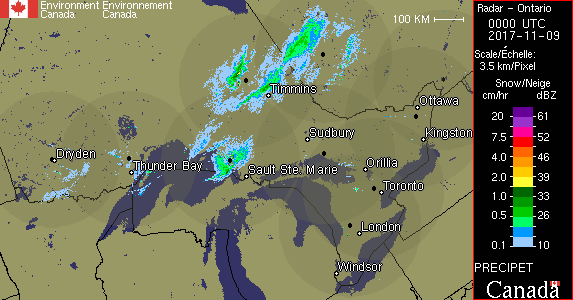 Environment Environnement
Canada Canada
100 KM
Timmins
Ottawa
Sudbury
Kingston
Dryden
Thunder Bay
Sault Ste. Marie
Orillia
Toronto
London
Windsor
Radar - Ontario
0000 UTC
2017-11-09
Scale/Échelle:
3.5 km/Pixel
Snow/Neige
cm/hr dBZ
20 61
7.5 57
5.5 52
4.0 46
2.0 39
1.0 33
0.5 26
0.1 10
PRECIPET
Canada